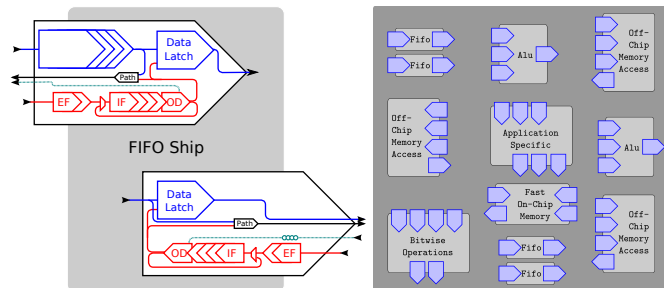 Data
Latch
Path
EF
IF
OD
FIFO Ship
Data
Latch
Path
OD
IF
EF
Fifo
Fifo
Alu
Off-
Chip
Memory
Access
Off-
Chip
Memory
Access
Application
Specific
Alu
Fast
On-Chip
Memory
Bitwise
Operations
Fifo
Fifo
Off-
Chip
Memory
Access